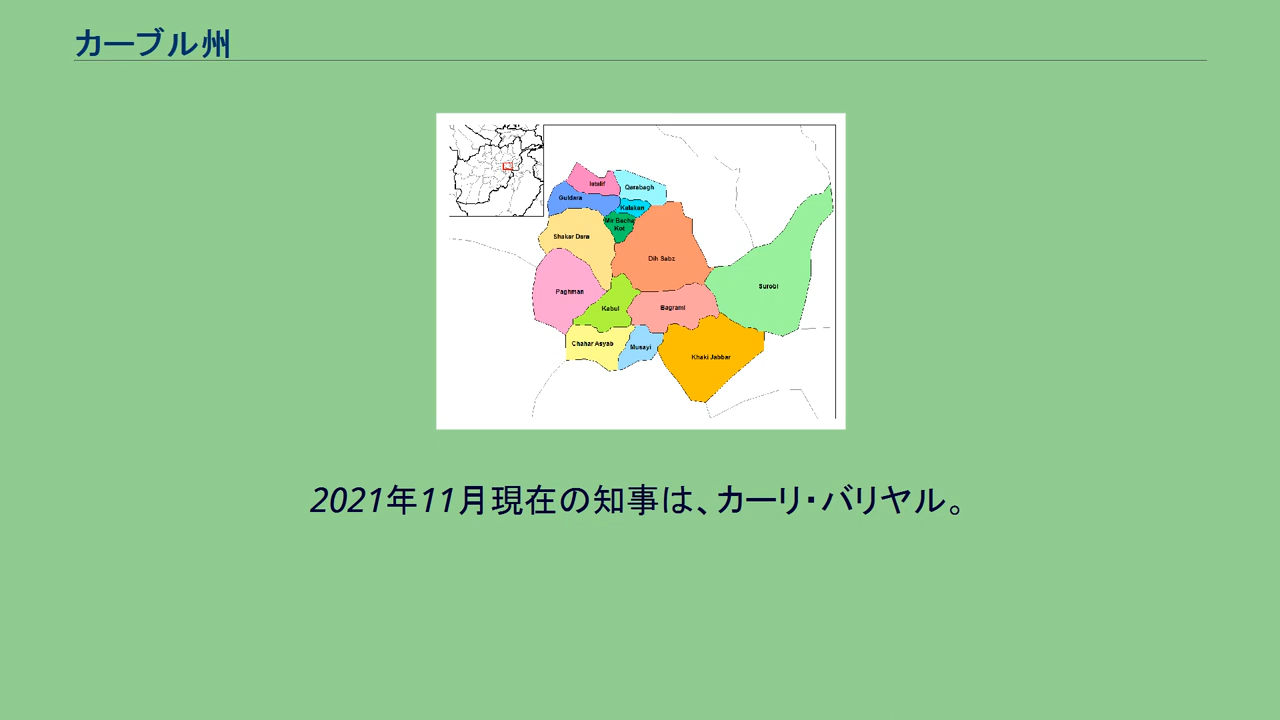 カーブル州
Istalif
Qarabagh
Guldara
Kalakan
Mir Bacha
Kot
Shakar Dara
Dih Sabz
Paghman
Surobi
Kabul
Bagrami
Chahar Asyab
Musayi
Khaki Jabbar
2021年11月現在の知事は、カーリ・バリヤル。